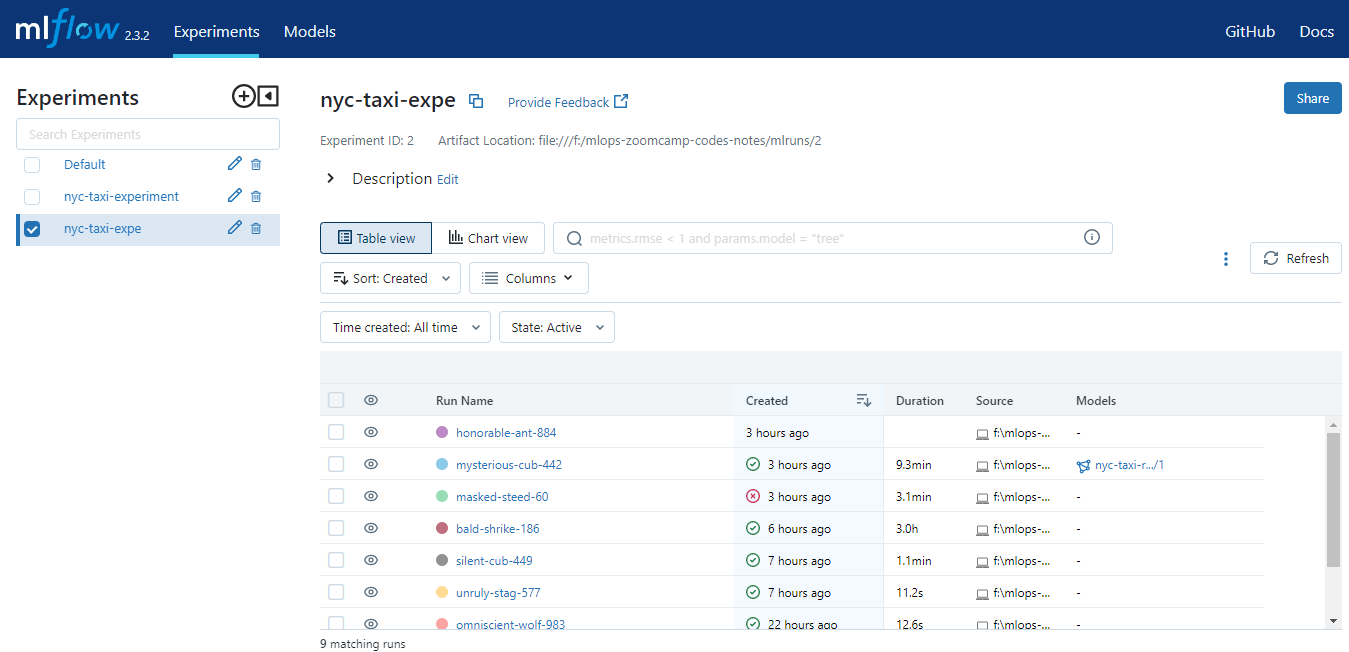 mlflow 2.3.2 Experiments Models GitHub Docs
Experiments
Search Experiments
Default
nyc-taxi-experiment
nyc-taxi-expe
nyc-taxi-expe Provide Feedback Share
Experiment ID: 2 Artifact Location: file:///f:/mlops-zoomcamp-codes-notes/mlruns/2
Description Edit
Table view Chart view metrics.rmse < 1 and params.model = "tree"
Refresh
Sort: Created Columns
Time created: All time State: Active
Run Name Created Duration Source Models
honorable-ant-884 3 hours ago f:\mlops-... -
mysterious-cub-442 3 hours ago 9.3min f:\mlops-... nyc-taxi-r.../1
masked-steed-60 3 hours ago 3.1min f:\mlops-... -
bald-shrike-186 6 hours ago 3.0h f:\mlops-... -
silent-cub-449 7 hours ago 1.1min f:\mlops-... -
unruly-stag-577 7 hours ago 11.2s f:\mlops-... -
omniscient-wolf-983 22 hours ago 12.6s f:\mlops-... -
9 matching runs